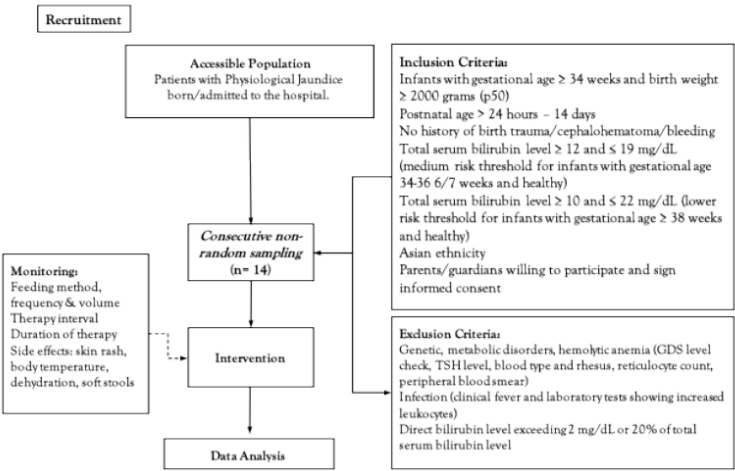 Recruitment
Accessible Population
Patients with Physiological Jaundice
born/admitted to the hospital.
Inclusion Criteria:
Infants with gestational age ≥ 34 weeks and birth weight
≥ 2000 grams (p50)
Postnatal age > 24 hours – 14 days
No history of birth trauma/cephalohematoma/bleeding
Total serum bilirubin level ≥ 12 and ≤ 19 mg/dL
(medium risk threshold for infants with gestational age
34-36 6/7 weeks and healthy)
Total serum bilirubin level ≥ 10 and ≤ 22 mg/dL (lower
risk threshold for infants with gestational age ≥ 38 weeks
and healthy)
Asian ethnicity
Parents/guardians willing to participate and sign
informed consent
Consecutive non-
random sampling
(n= 14)
Monitoring:
Feeding method,
frequency & volume
Therapy interval
Duration of therapy
Side effects: skin rash,
body temperature,
dehydration, soft stools
Intervention
Exclusion Criteria:
Genetic, metabolic disorders, hemolytic anemia (GDS level
check, TSH level, blood type and rhesus, reticulocyte count,
peripheral blood smear)
Infection (clinical fever and laboratory tests showing increased
leukocytes)
Direct bilirubin level exceeding 2 mg/dL or 20% of total
serum bilirubin level
Data Analysis